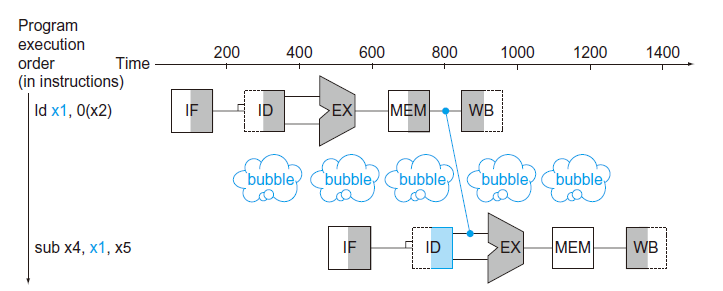 Program
execution
order
(in instructions)
Time
200 400 600 800 1000 1200 1400
ld x1, 0(x2)
IF ID EX MEM WB
bubble bubble bubble bubble bubble
sub x4, x1, x5
IF ID EX MEM WB